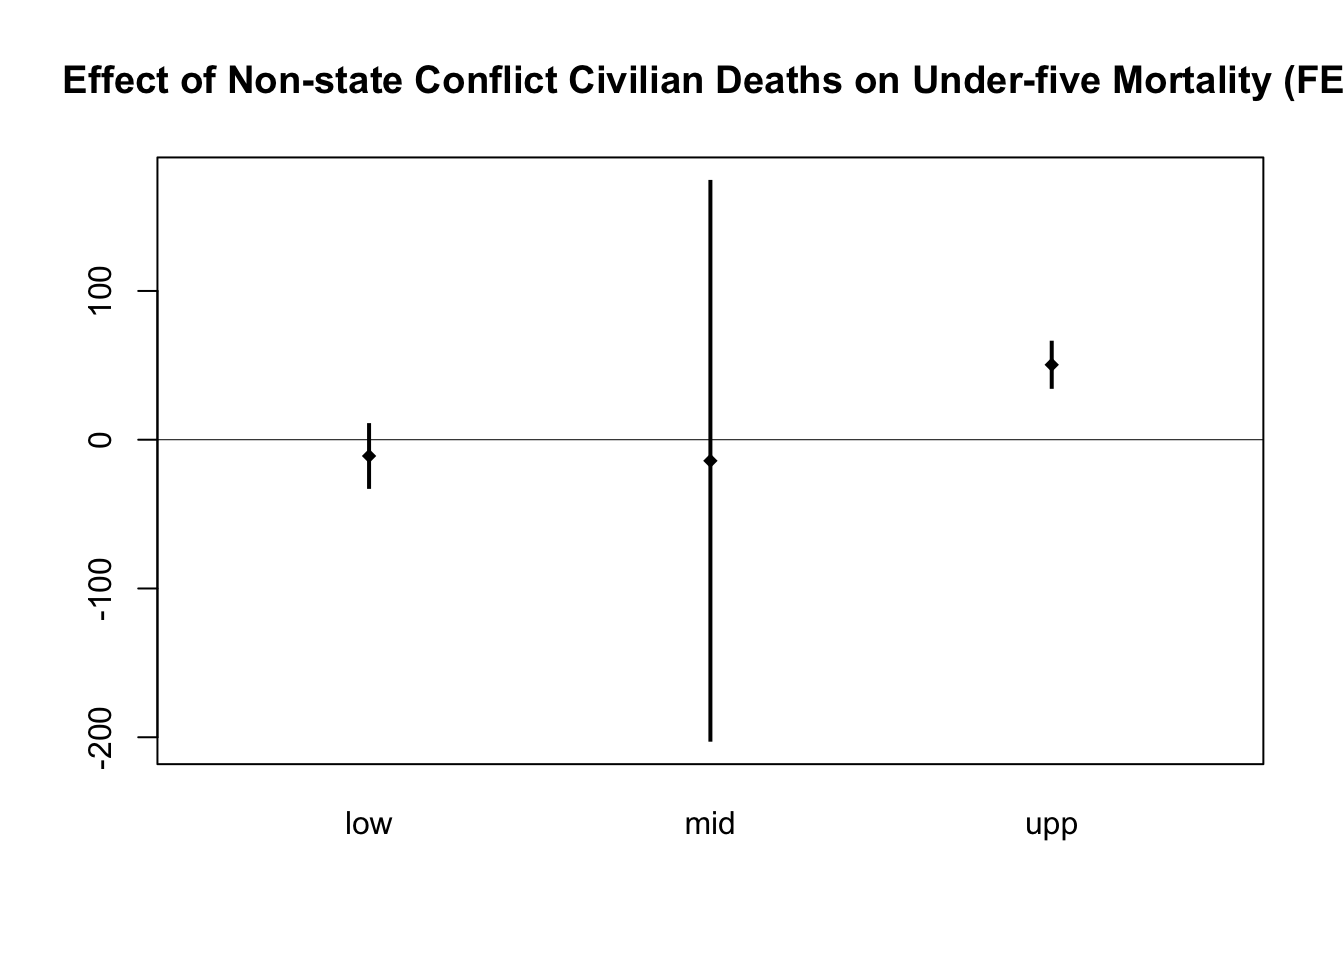 Effect of Non-state Conflict Civilian Deaths on Under-five Mortality (FE
100
0
-100
-200
low mid upp